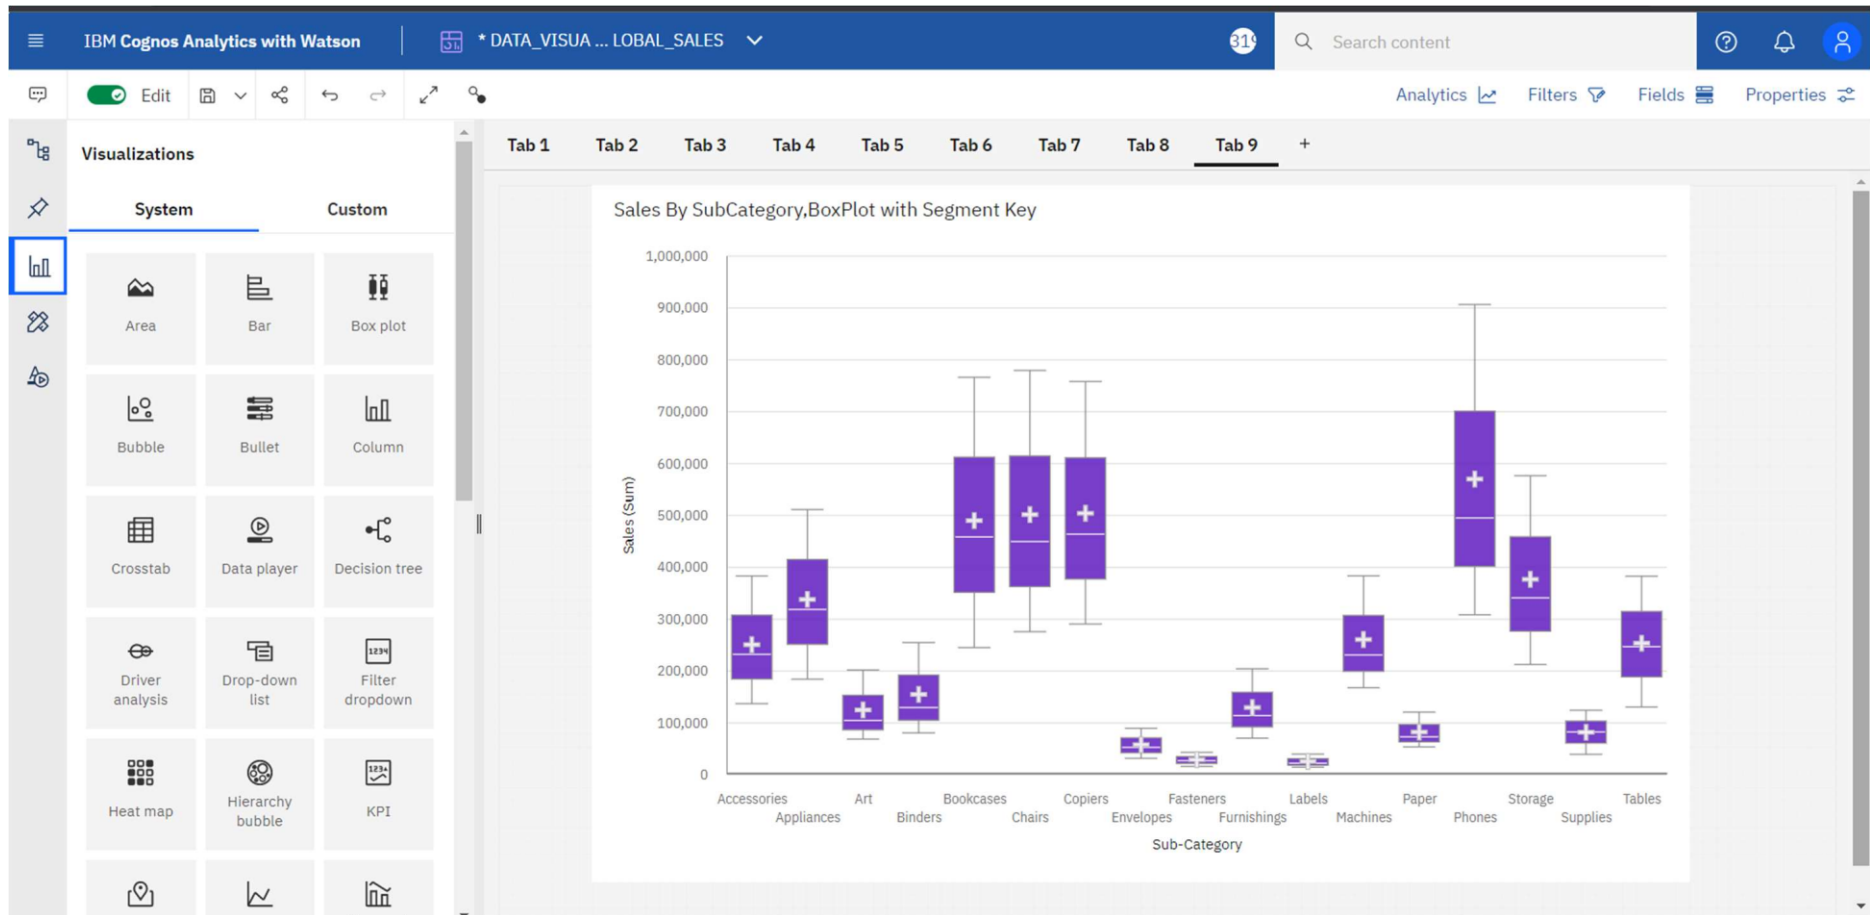 IBM Cognos Analytics with Watson
* DATA_VISUA ... LOBAL_SALES
Search content
Edit
Analytics
Filters
Fields
Properties
Visualizations
System Custom
Area Bar Box plot
Bubble Bullet Column
Crosstab Data player Decision tree
Driver analysis
Drop-down list
Filter dropdown
Heat map
Hierarchy bubble
KPI
Tab 1 Tab 2 Tab 3 Tab 4 Tab 5 Tab 6 Tab 7 Tab 8 Tab 9 +
Sales By SubCategory,BoxPlot with Segment Key
1,000,000
900,000
800,000
700,000
600,000
500,000
400,000
300,000
200,000
100,000
0
Sales (Sum)
Accessories Art Bookcases Copiers Fasteners Labels Paper Storage Tables
Appliances Binders Chairs Envelopes Furnishings Machines Phones Supplies
Sub-Category